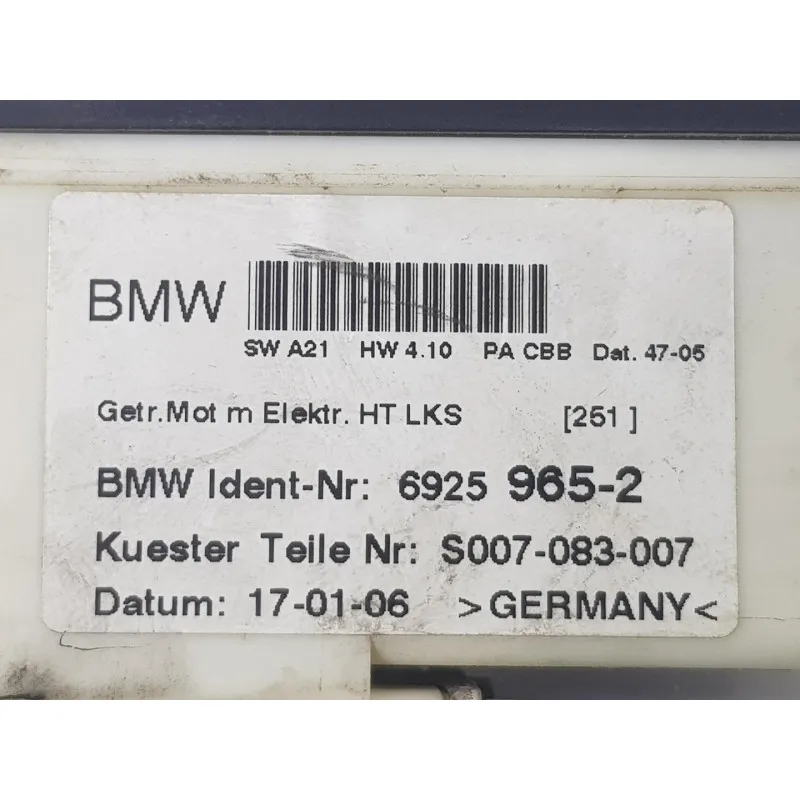 BMW
SW A21 HW 4.10 PA CBB Dat. 47-05
Getr.Mot m Elektr. HT LKS [251 ]
BMW Ident-Nr: 6925 965-2
Kuester Teile Nr: S007-083-007
Datum: 17-01-06 >GERMANY<